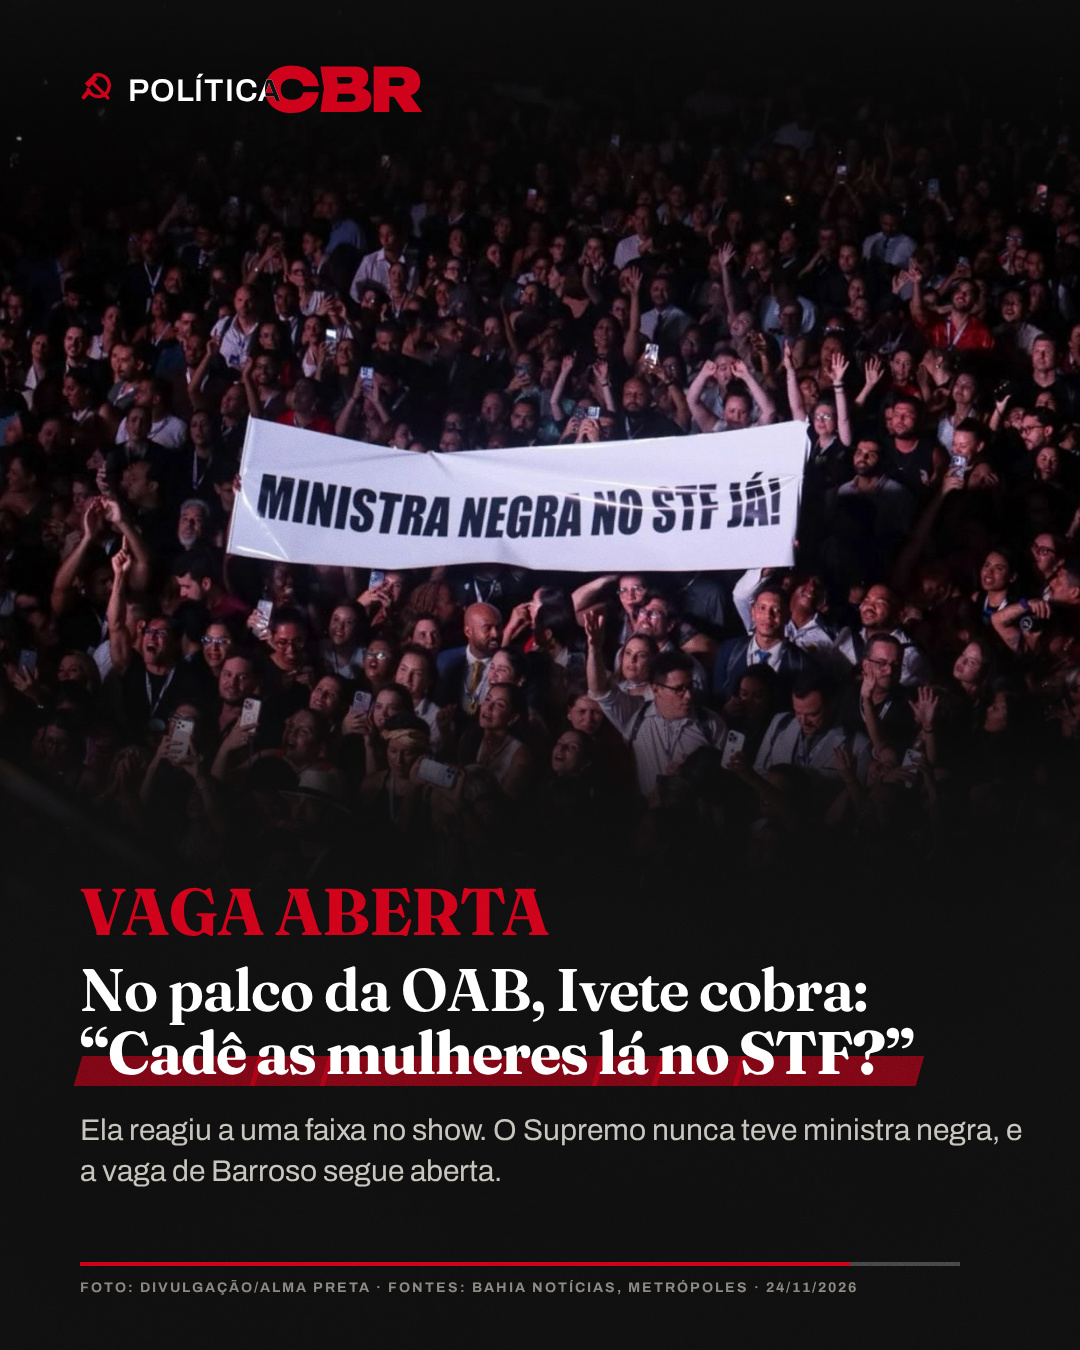 POLÍTICA CBR
MINISTRA NEGRA NO STF JÁ!
VAGA ABERTA
No palco da OAB, Ivete cobra:
“Cadê as mulheres lá no STF?”
Ela reagiu a uma faixa no show. O Supremo nunca teve ministra negra, e
a vaga de Barroso segue aberta.
FOTO: DIVULGAÇÃO/ALMA PRETA · FONTES: BAHIA NOTÍCIAS, METRÓPOLES · 24/11/2026